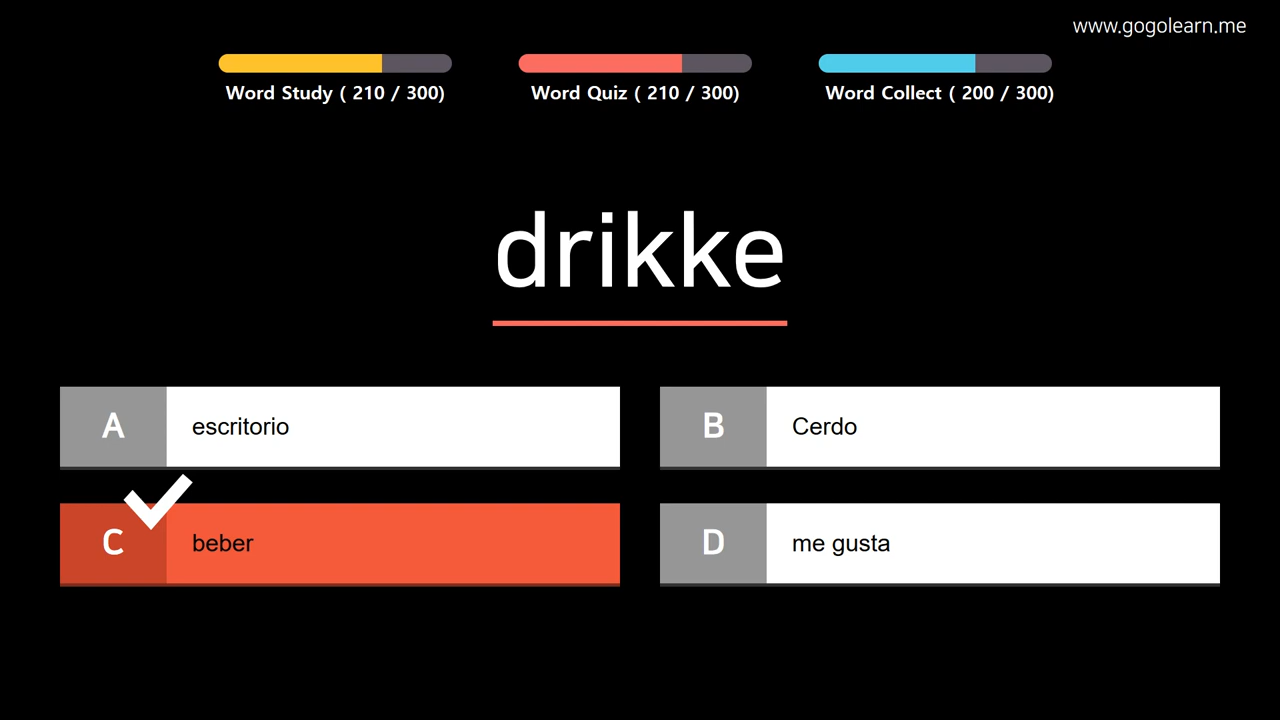 www.gogolearn.me
Word Study ( 210 / 300)
Word Quiz ( 210 / 300)
Word Collect ( 200 / 300)
drikke
A
escritorio
B
Cerdo
C
beber
D
me gusta